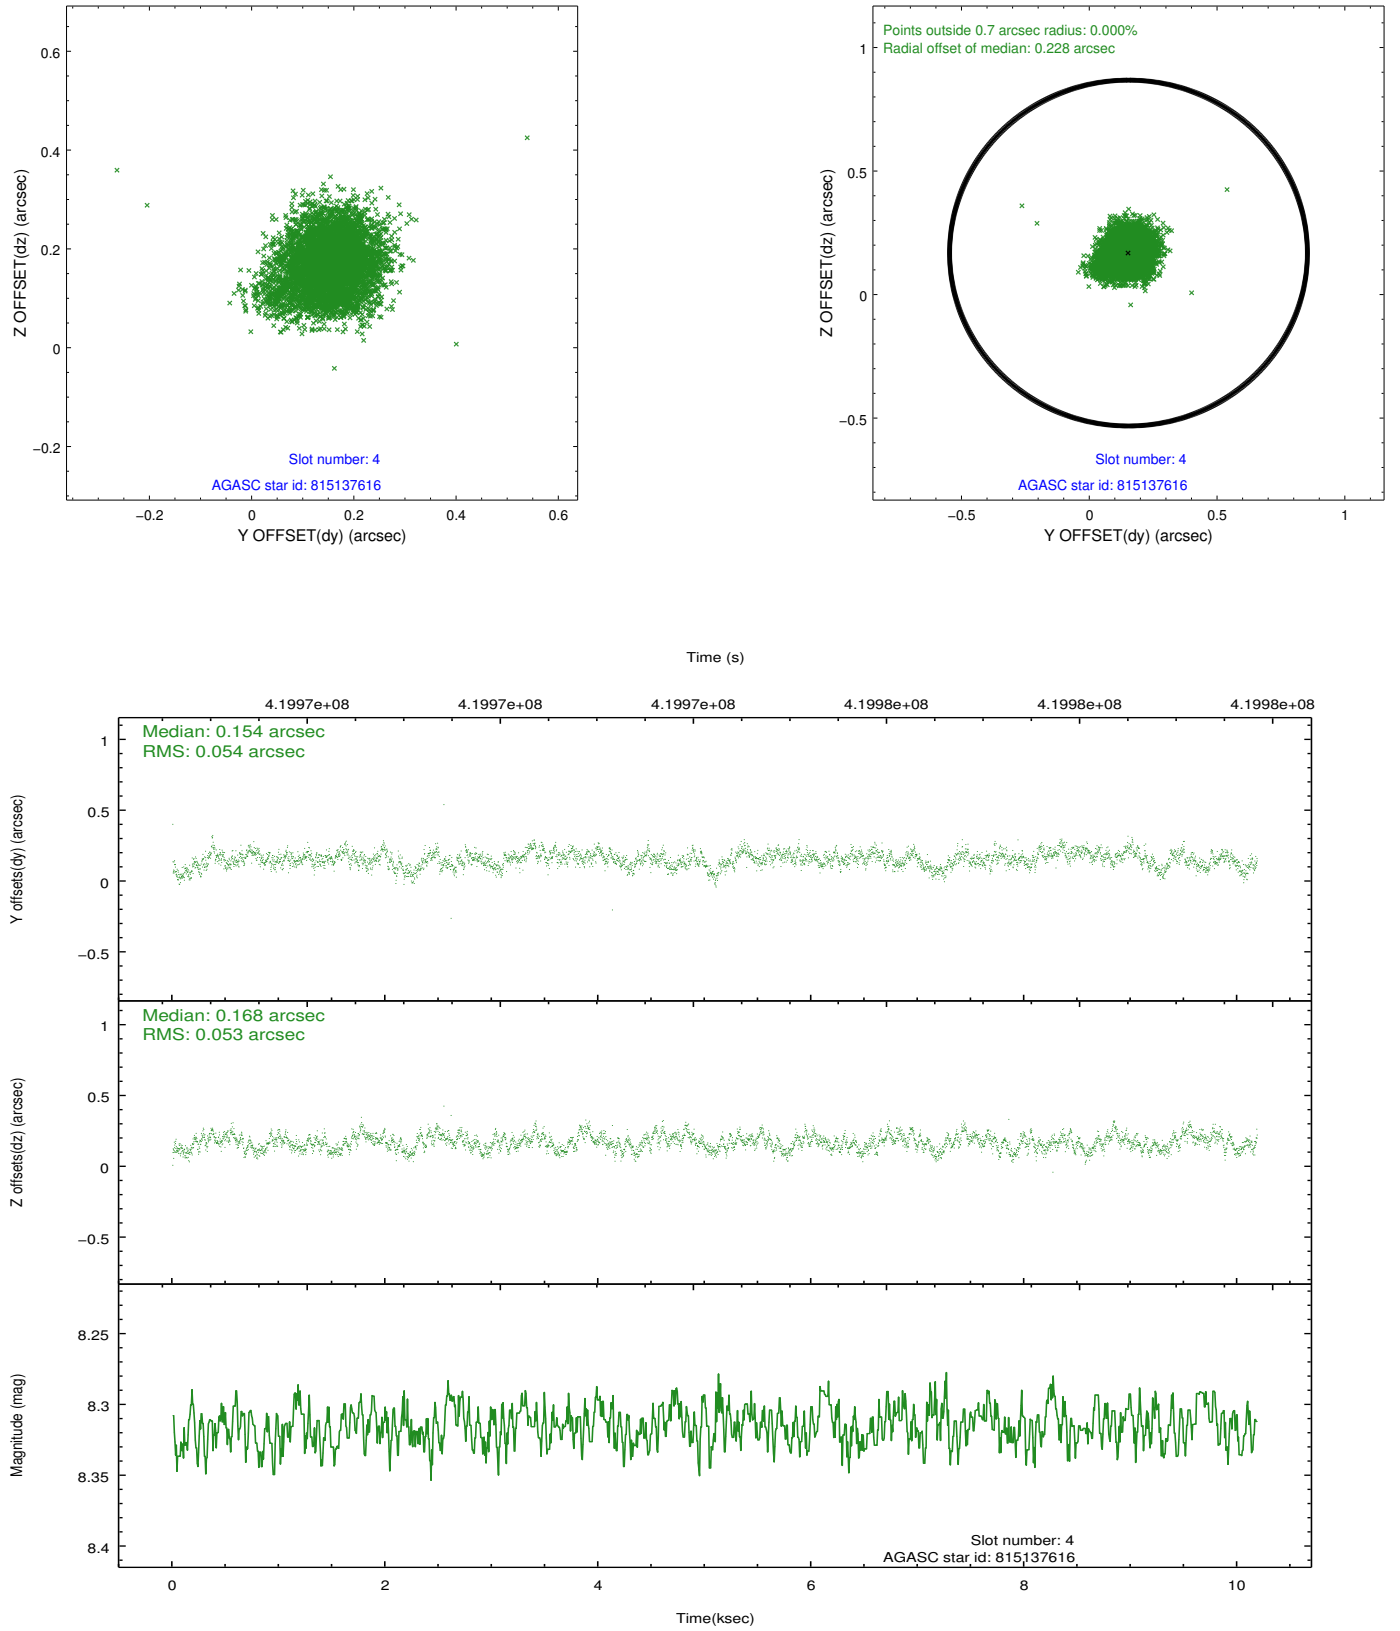 0.6
0.4
0.2
0
−0.2
−0.2
0
0.2
0.4
0.6
Z OFFSET(dz) (arcsec)
Y OFFSET(dy) (arcsec)
Slot number: 4
AGASC star id: 815137616
Points outside 0.7 arcsec radius: 0.000%
Radial offset of median: 0.228 arcsec
1
0.5
0
−0.5
−0.5
0
0.5
1
Z OFFSET(dz) (arcsec)
Y OFFSET(dy) (arcsec)
Slot number: 4
AGASC star id: 815137616
Time (s)
4.1997e+08
4.1997e+08
4.1997e+08
4.1998e+08
4.1998e+08
4.1998e+08
Median: 0.154 arcsec
RMS: 0.054 arcsec
1
0.5
0
−0.5
Y offsets(dy) (arcsec)
Median: 0.168 arcsec
RMS: 0.053 arcsec
1
0.5
0
−0.5
Z offsets(dz) (arcsec)
8.25
8.3
8.35
8.4
Magnitude (mag)
Slot number: 4
AGASC star id: 815137616
0
2
4
6
8
10
Time(ksec)